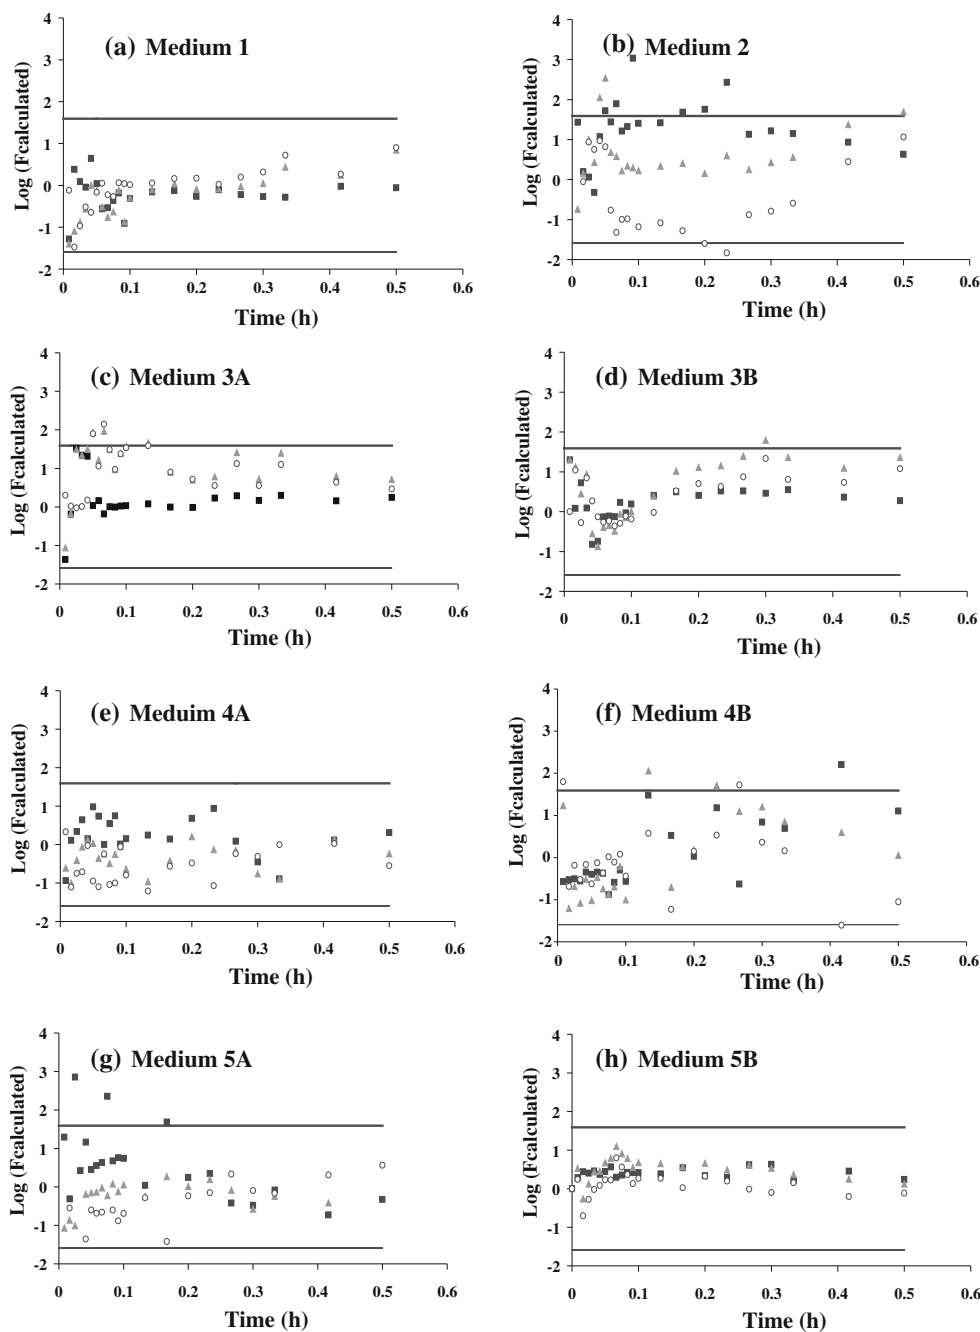 (a) Medium 1
Log (Fcalculated)
4
3
2
1
0
-1
-2
0 0.1 0.2 0.3 0.4 0.5 0.6
Time (h)
(b) Medium 2
Log (Fcalculated)
4
3
2
1
0
-1
-2
0 0.1 0.2 0.3 0.4 0.5 0.6
Time (h)
(c) Medium 3A
Log (Fcalculated)
4
3
2
1
0
-1
-2
0 0.1 0.2 0.3 0.4 0.5 0.6
Time (h)
(d) Medium 3B
Log (Fcalculated)
4
3
2
1
0
-1
-2
0 0.1 0.2 0.3 0.4 0.5 0.6
Time (h)
(e) Meduim 4A
Log (Fcalculated)
4
3
2
1
0
-1
-2
0 0.1 0.2 0.3 0.4 0.5 0.6
Time (h)
(f) Medium 4B
Log (Fcalculated)
4
3
2
1
0
-1
-2
0 0.1 0.2 0.3 0.4 0.5 0.6
Time (h)
(g) Medium 5A
Log (Fcalculated)
4
3
2
1
0
-1
-2
0 0.1 0.2 0.3 0.4 0.5 0.6
Time (h)
(h) Medium 5B
Log (Fcalculated)
4
3
2
1
0
-1
-2
0 0.1 0.2 0.3 0.4 0.5 0.6
Time (h)